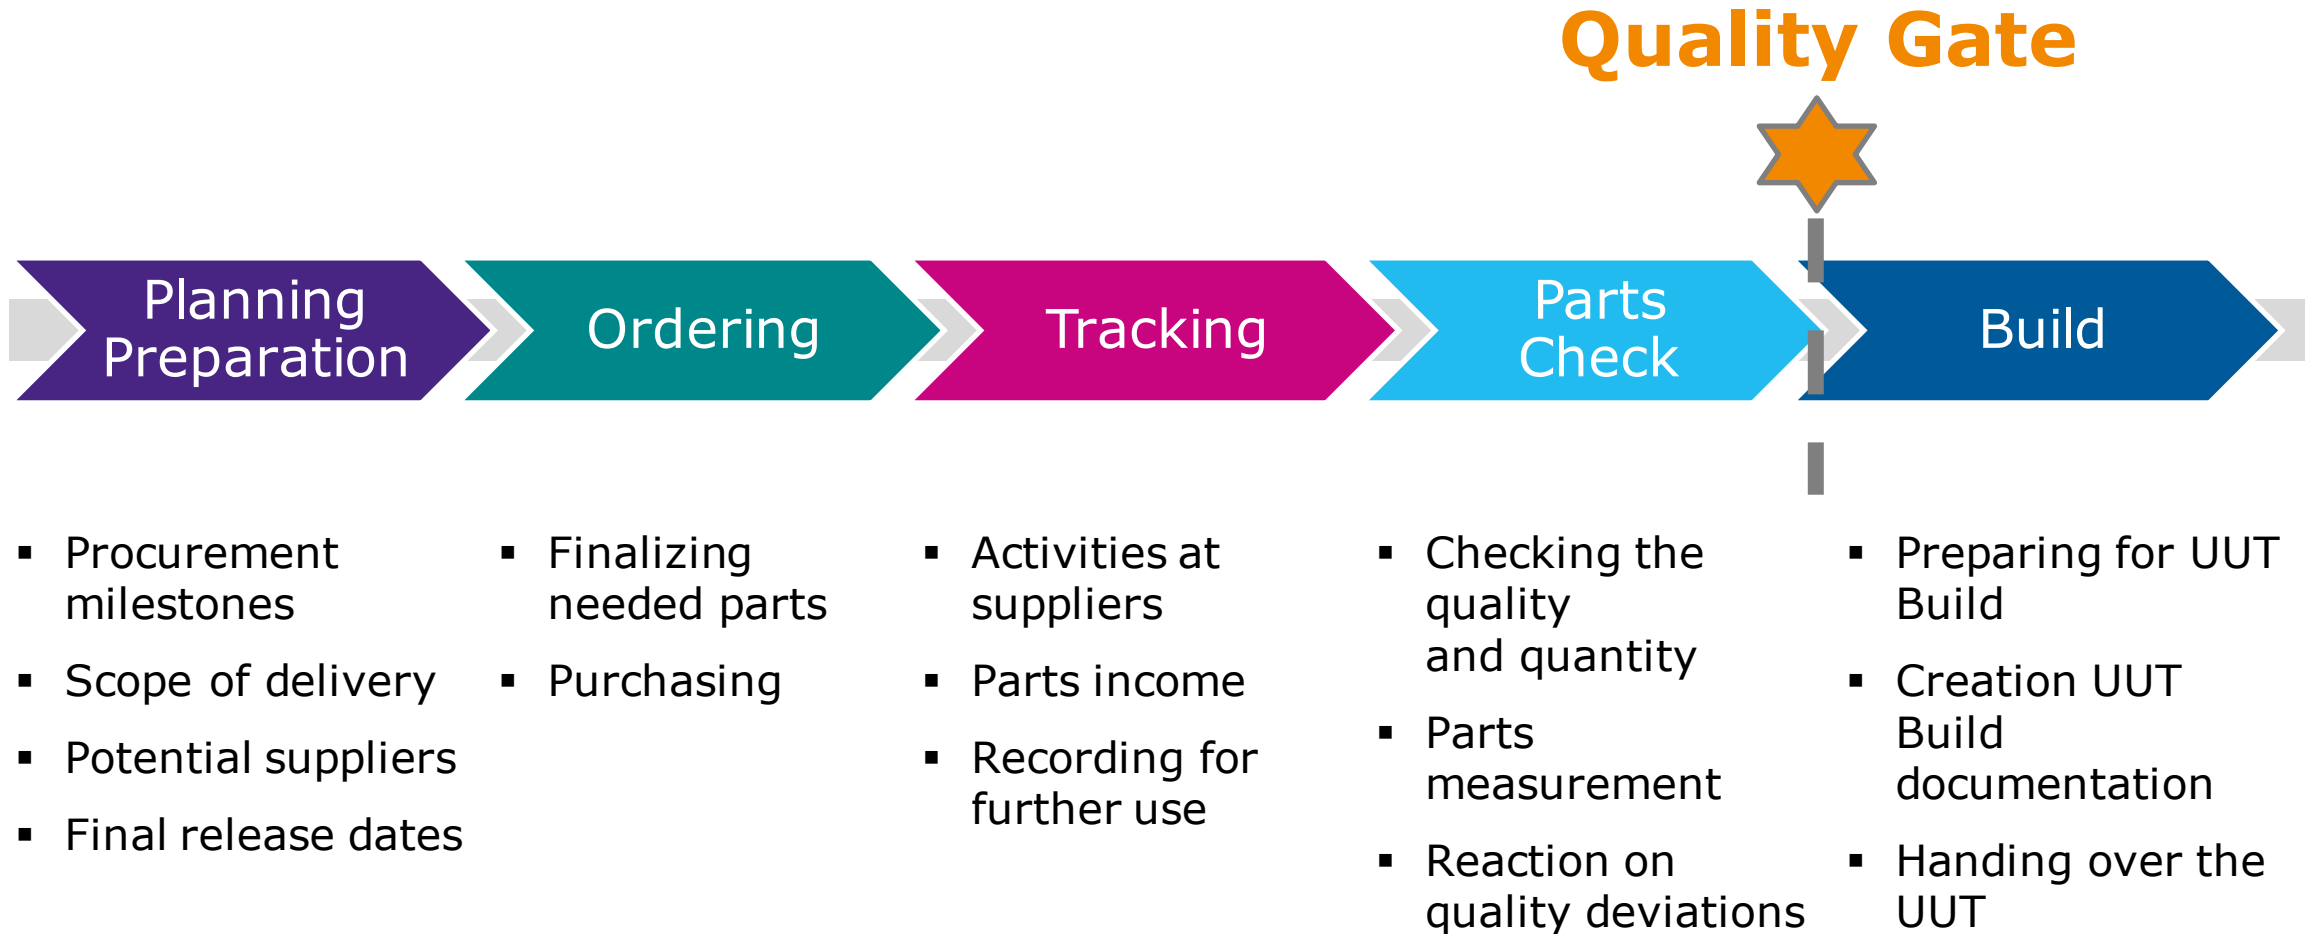 Quality Gate
Planning
Preparation
Ordering
Tracking
Parts
Check
Build
▪ Procurement
milestones
▪ Scope of delivery
▪ Potential suppliers
▪ Final release dates
▪ Finalizing
needed parts
▪ Purchasing
▪ Activities at
suppliers
▪ Parts income
▪ Recording for
further use
▪ Checking the
quality
and quantity
▪ Parts
measurement
▪ Reaction on
quality deviations
▪ Preparing for UUT
Build
▪ Creation UUT
Build
documentation
▪ Handing over the
UUT